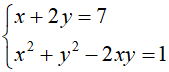 x + 2y = 7
x² + y² − 2xy = 1